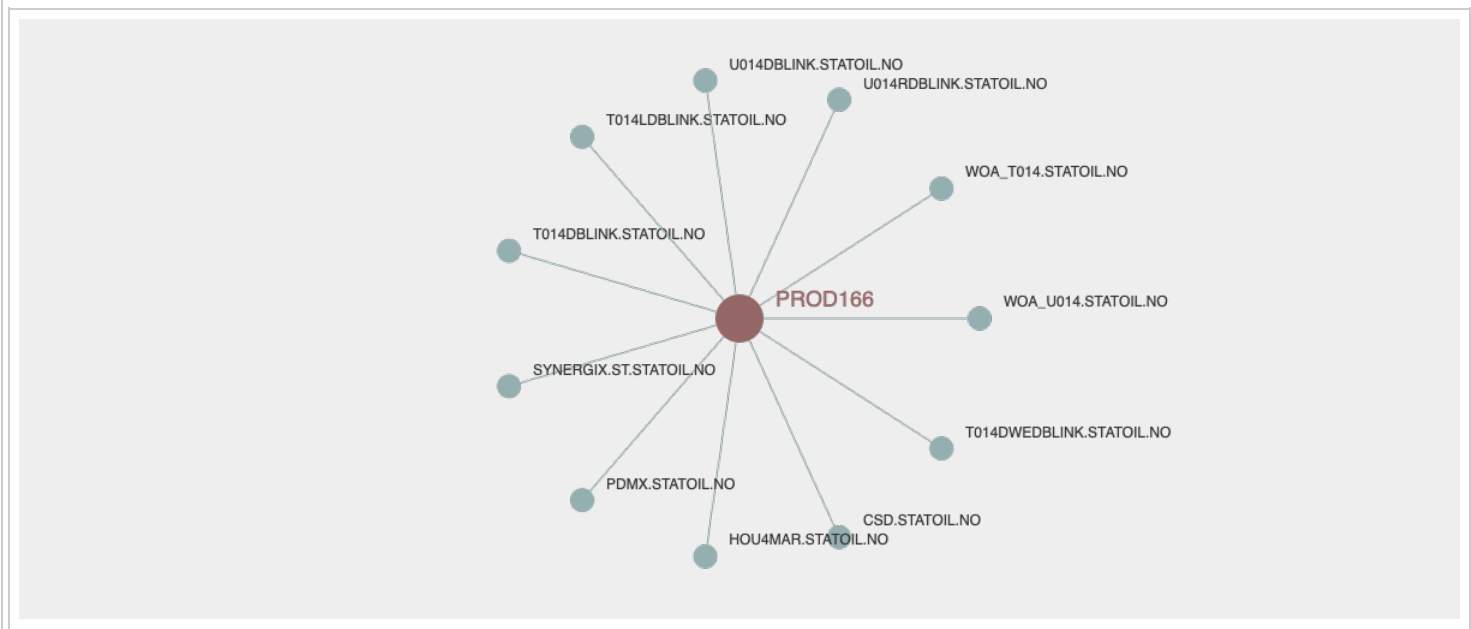 U014DBLINK.STATOIL.NO
U014RDBLINK.STATOIL.NO
T014LDBLINK.STATOIL.NO
WOA_T014.STATOIL.NO
T014DBLINK.STATOIL.NO
PROD166
WOA_U014.STATOIL.NO
SYNERGIX.ST.STATOIL.NO
T014DWEDBLINK.STATOIL.NO
PDMX.STATOIL.NO
CSD.STATOIL.NO
HOU4MAR.STATOIL.NO